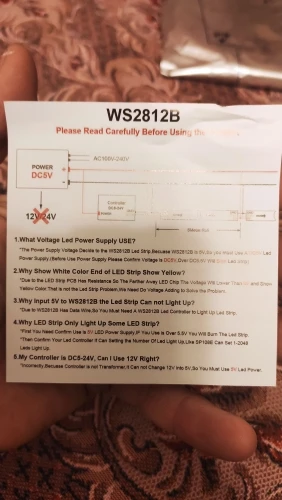 WS2812B
Please Read Carefully Before Using the
AC100V-240V
POWER
DC5V
Controller
12V/24V
1.What Voltage Led Power Supply USE?
"The Power Supply Voltage Decide to the WS2812B Led Strip,Because WS2812B is 5V,So you Must Use a Led
Power Supply.(Before Use Power Supply Please Confirm Voltage is DC5V,Over DC5.5V Will Led Strip)
2.Why Show White Color End of LED Strip Show Yellow?
"Due to the LED Strip PCB Has Resistance,So The Farther Away LED Chip The Voltage Will Lower Than and Show
Yellow Color.That is not the Led Strip Problem,We Need Do Voltage Adding to Solve the Problem.
3.Why Input 5V to WS2812B the Led Strip Can not Light Up?
"Due to WS2812B Has Data Wire,So You Must Need A WS2812B Led Controller to Light Up Led Strip.
4.Why LED Strip Only Light Up Some LED Strip?
"First You Need Confirm Use is 5V LED Power Supply,IF You Use is Over 5.5V You Will Burn The Led Strip.
"Then Confirm Your Led Controller if Can Setting the Number Of Led Light Up,Like SP108E Can Set 1-2048
Leds Light Up.
5.My Controller is DC5-24V, Can I Use 12V Right?
"Incorrectly,Because Controller is not Transformer.It Can not Change 12V into 5V,So You Must Use 5V Led Power.